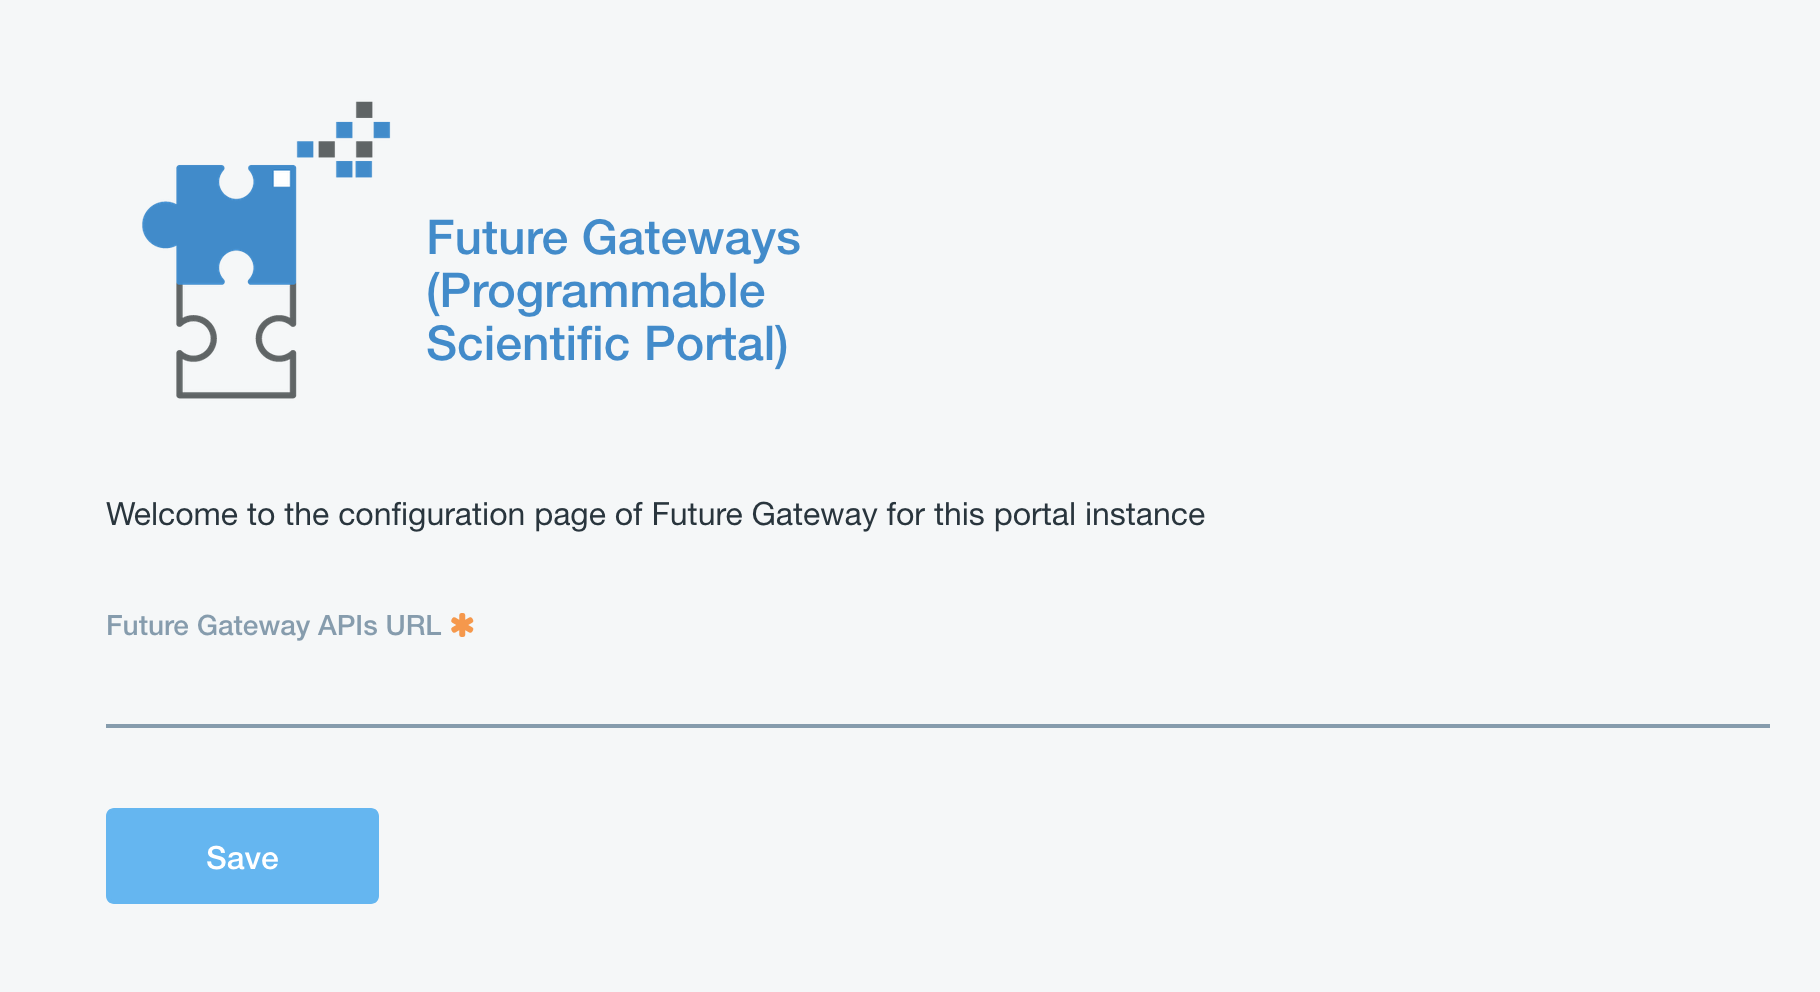 Future Gateways
(Programmable
Scientific Portal)
Welcome to the configuration page of Future Gateway for this portal instance
Future Gateway APIs URL ✱
Save